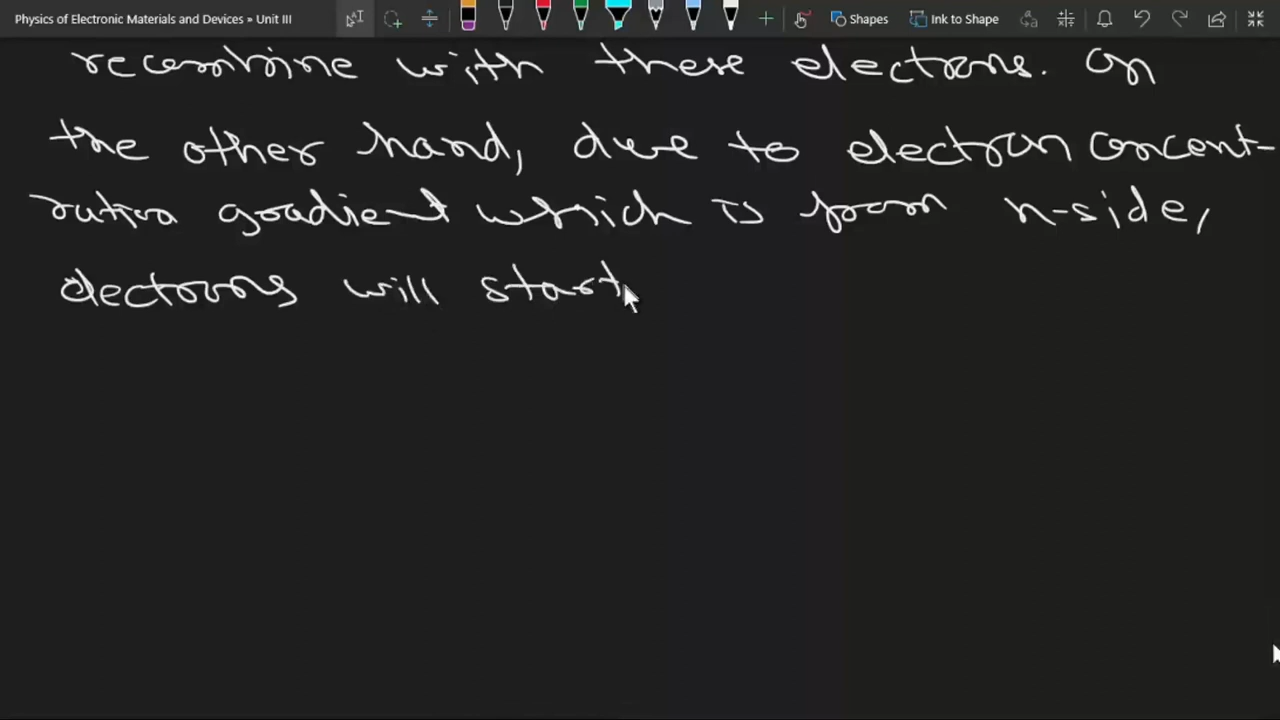 Physics of Electronic Materials and Devices » Unit III
Shapes
Ink to Shape
recombine with these electrons. On
the other hand, due to electron concent-
ration gradient which is from n-side,
electrons will start